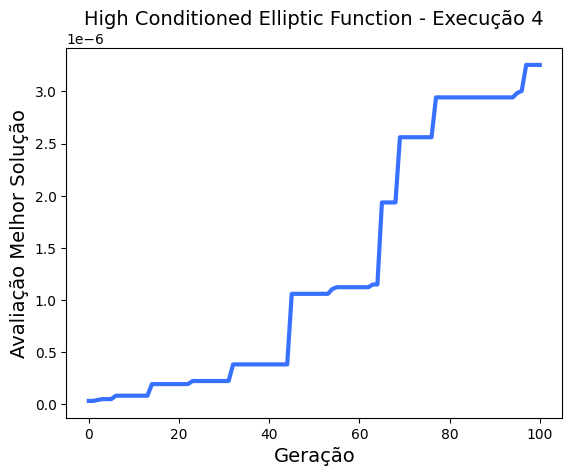 High Conditioned Elliptic Function - Execução 4
1e−6
3.0
2.5
2.0
1.5
1.0
0.5
0.0
Avaliação Melhor Solução
0 20 40 60 80 100
Geração